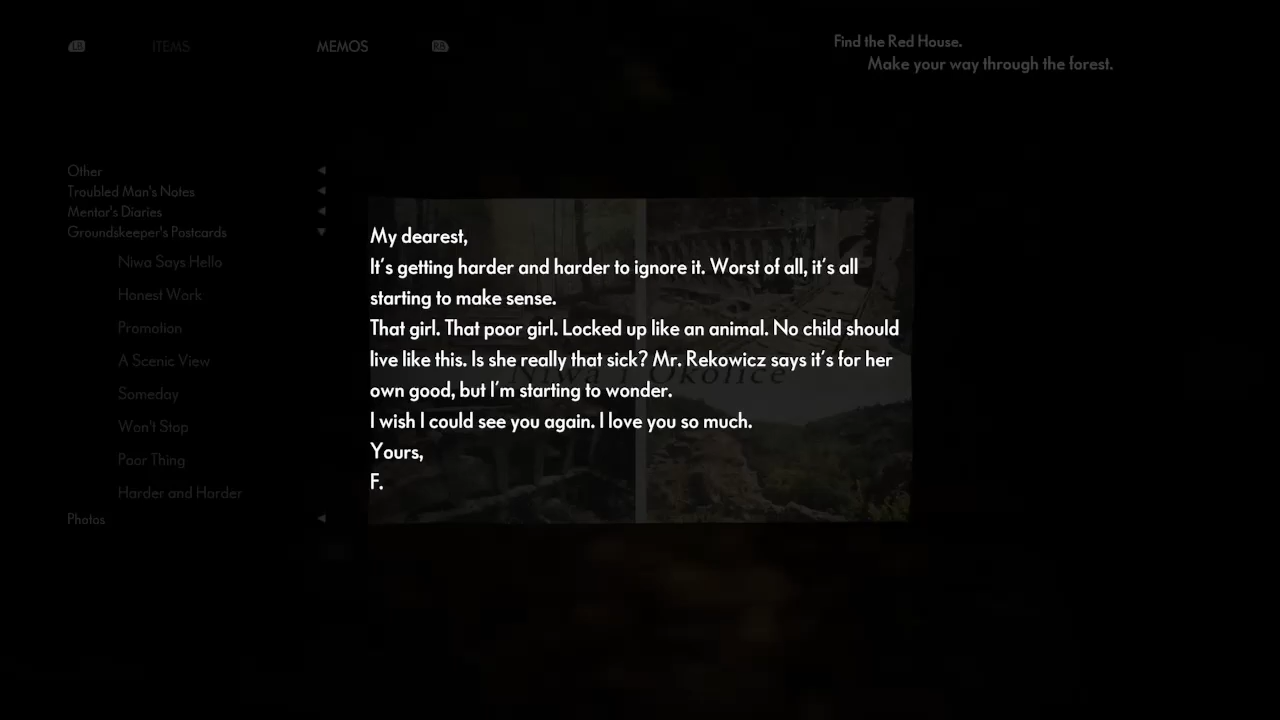 LB
ITEMS
MEMOS
RB
Find the Red House.
Make your way through the forest.
Other
Troubled Man's Notes
Mentor's Diaries
Groundskeeper's Postcards
Niwa Says Hello
Honest Work
Promotion
A Scenic View
Someday
Won't Stop
Poor Thing
Harder and Harder
Photos
My dearest,
It's getting harder and harder to ignore it. Worst of all, it's all
starting to make sense.
That girl. That poor girl. Locked up like an animal. No child should
live like this. Is she really that sick? Mr. Rekowicz says it's for her
own good, but I'm starting to wonder.
I wish I could see you again. I love you so much.
Yours,
F.
Niwa i Okolice